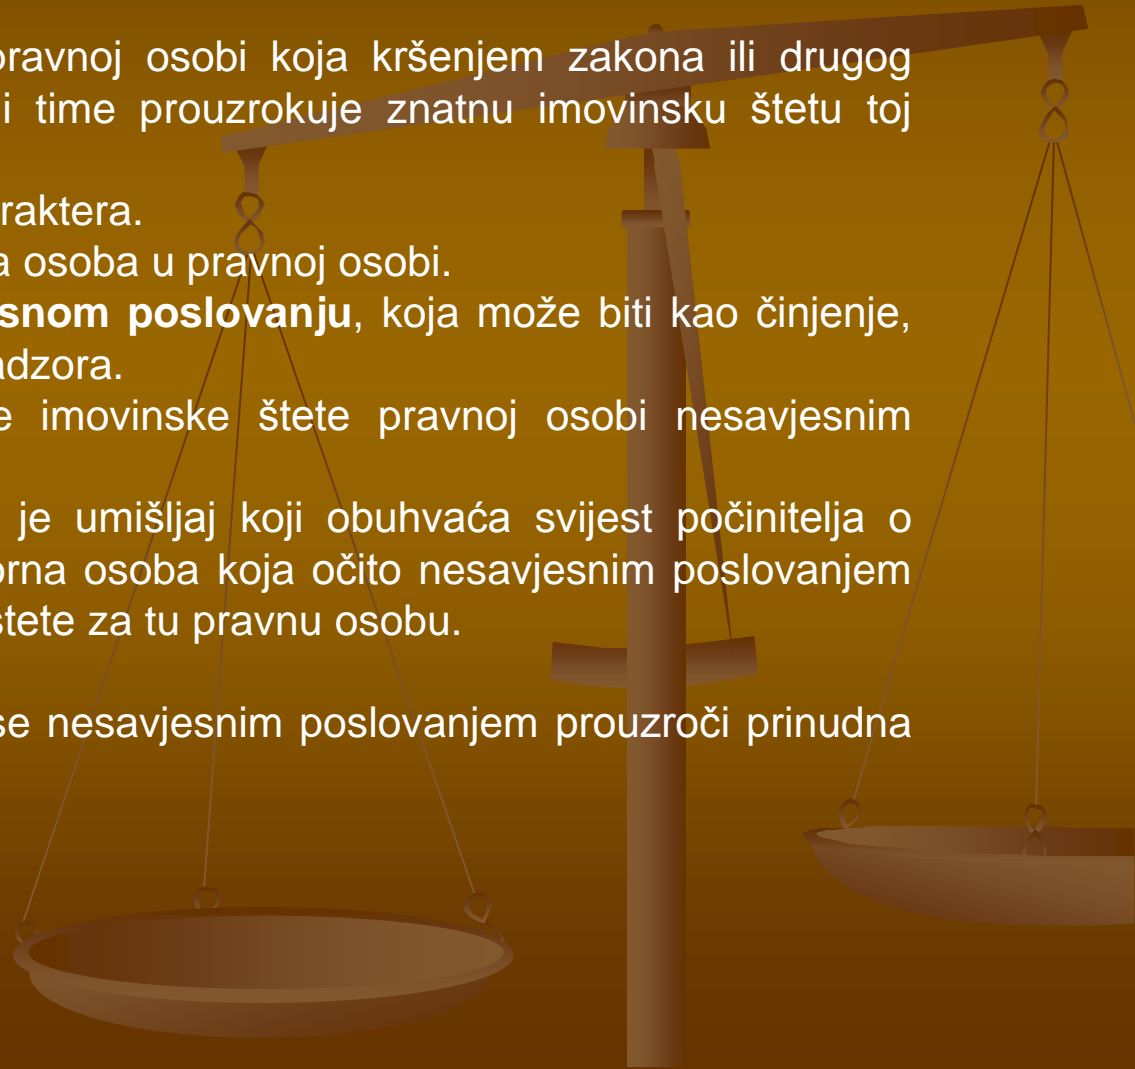 pravnoj osobi koja kršenjem zakona ili drugog
i time prouzrokuje znatnu imovinsku štetu toj
raktera.
a osoba u pravnoj osobi.
snom poslovanju, koja može biti kao činjenje,
adzora.
e imovinske štete pravnoj osobi nesavjesnim
je umišljaj koji obuhvaća svijest počinitelja o
orna osoba koja očito nesavjesnim poslovanjem
štete za tu pravnu osobu.
se nesavjesnim poslovanjem prouzroči prinudna